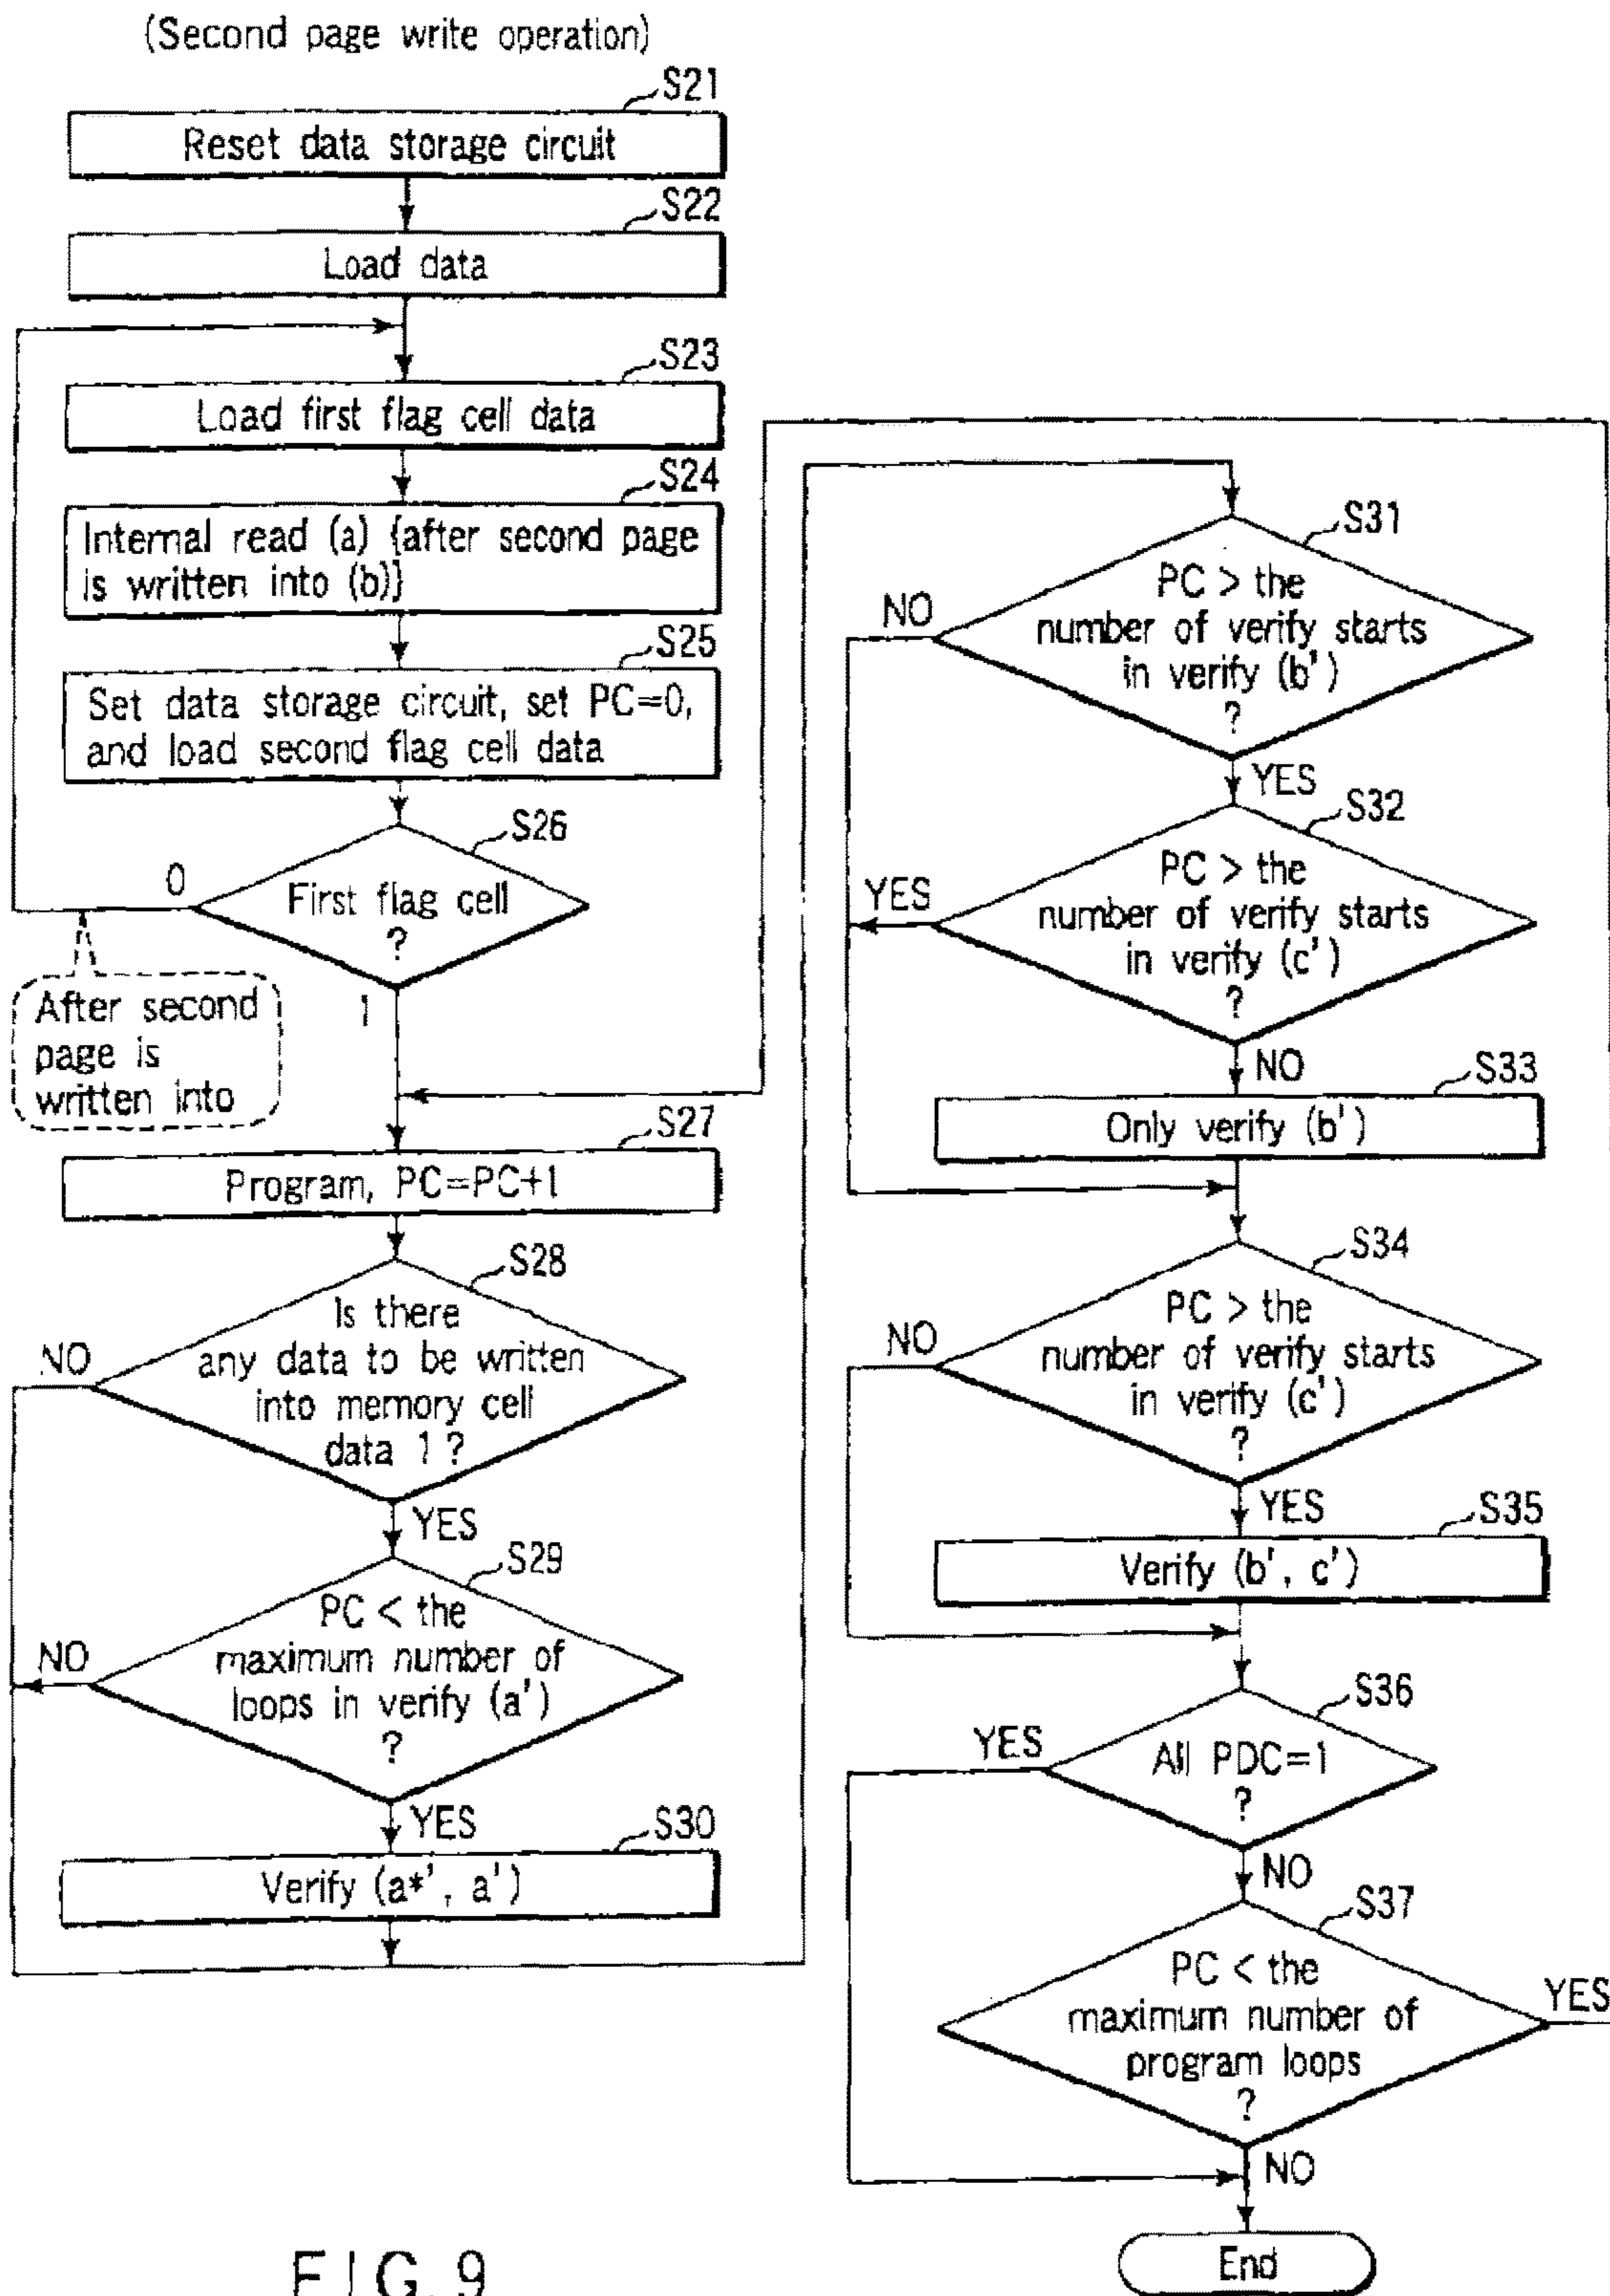 (Second page write operation)
S21
Reset data storage circuit
S22
Load data
S23
Load first flag cell data
S24
Internal read (a) {after second page
is written into (b)}
S25
Set data storage circuit, set PC=0,
and load second flag cell data
S26
0
First flag cell
?
After second
page is
written into
1
S27
Program, PC=PC+1
S28
NO
Is there
any data to be written
into memory cell
data 1 ?
YES
S29
PC < the
NO
maximum number of
loops in verify (a')
?
YES
S30
Verify (a*', a')
S31
NO
PC > the
number of verify starts
in verify (b')
?
YES
S32
PC > the
YES
number of verify starts
in verify (c')
?
NO
S33
Only verify (b')
S34
PC > the
NO
number of verify starts
in verify (c')
?
YES
S35
Verify (b', c')
S36
YES
All PDC=1
?
NO
S37
PC < the
YES
maximum number of
program loops
?
NO
End
FIG. 9